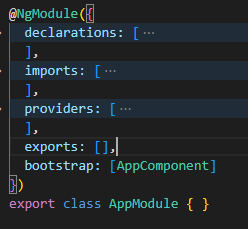 @NgModule({
declarations: [ ...
],
imports: [ ...
],
providers: [ ...
],
exports: [],
bootstrap: [AppComponent]
})
export class AppModule { }